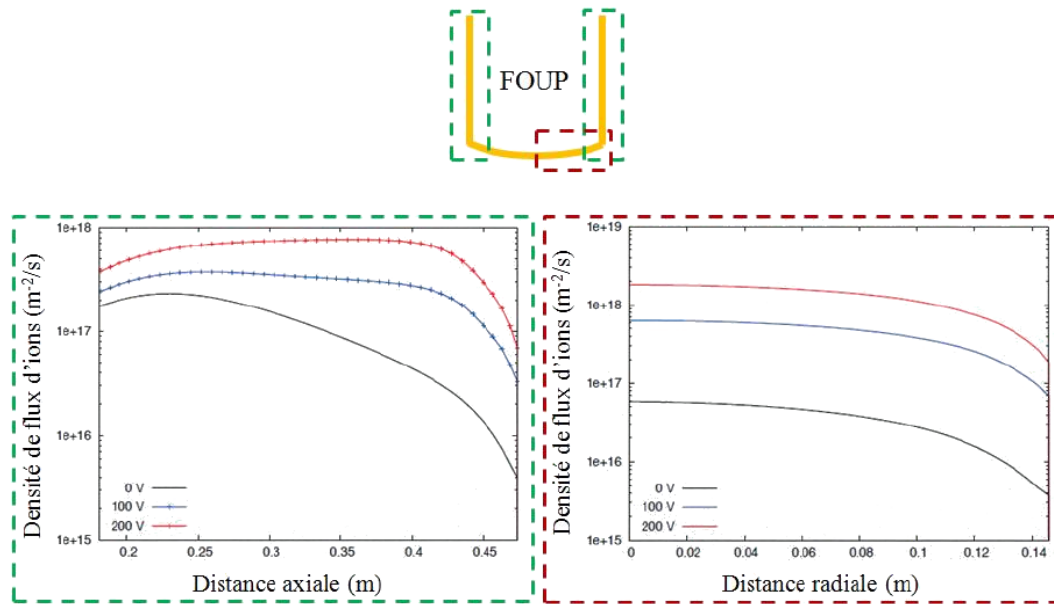 FOUP
Densité de flux d'ions (m⁻²/s)
1e+18
1e+17
1e+16
1e+15
0 V
100 V
200 V
0.2
0.25
0.3
0.35
0.4
0.45
Distance axiale (m)
Densité de flux d'ions (m⁻²/s)
1e+19
1e+18
1e+17
1e+16
1e+15
0 V
100 V
200 V
0
0.02
0.04
0.06
0.08
0.1
0.12
0.14
Distance radiale (m)